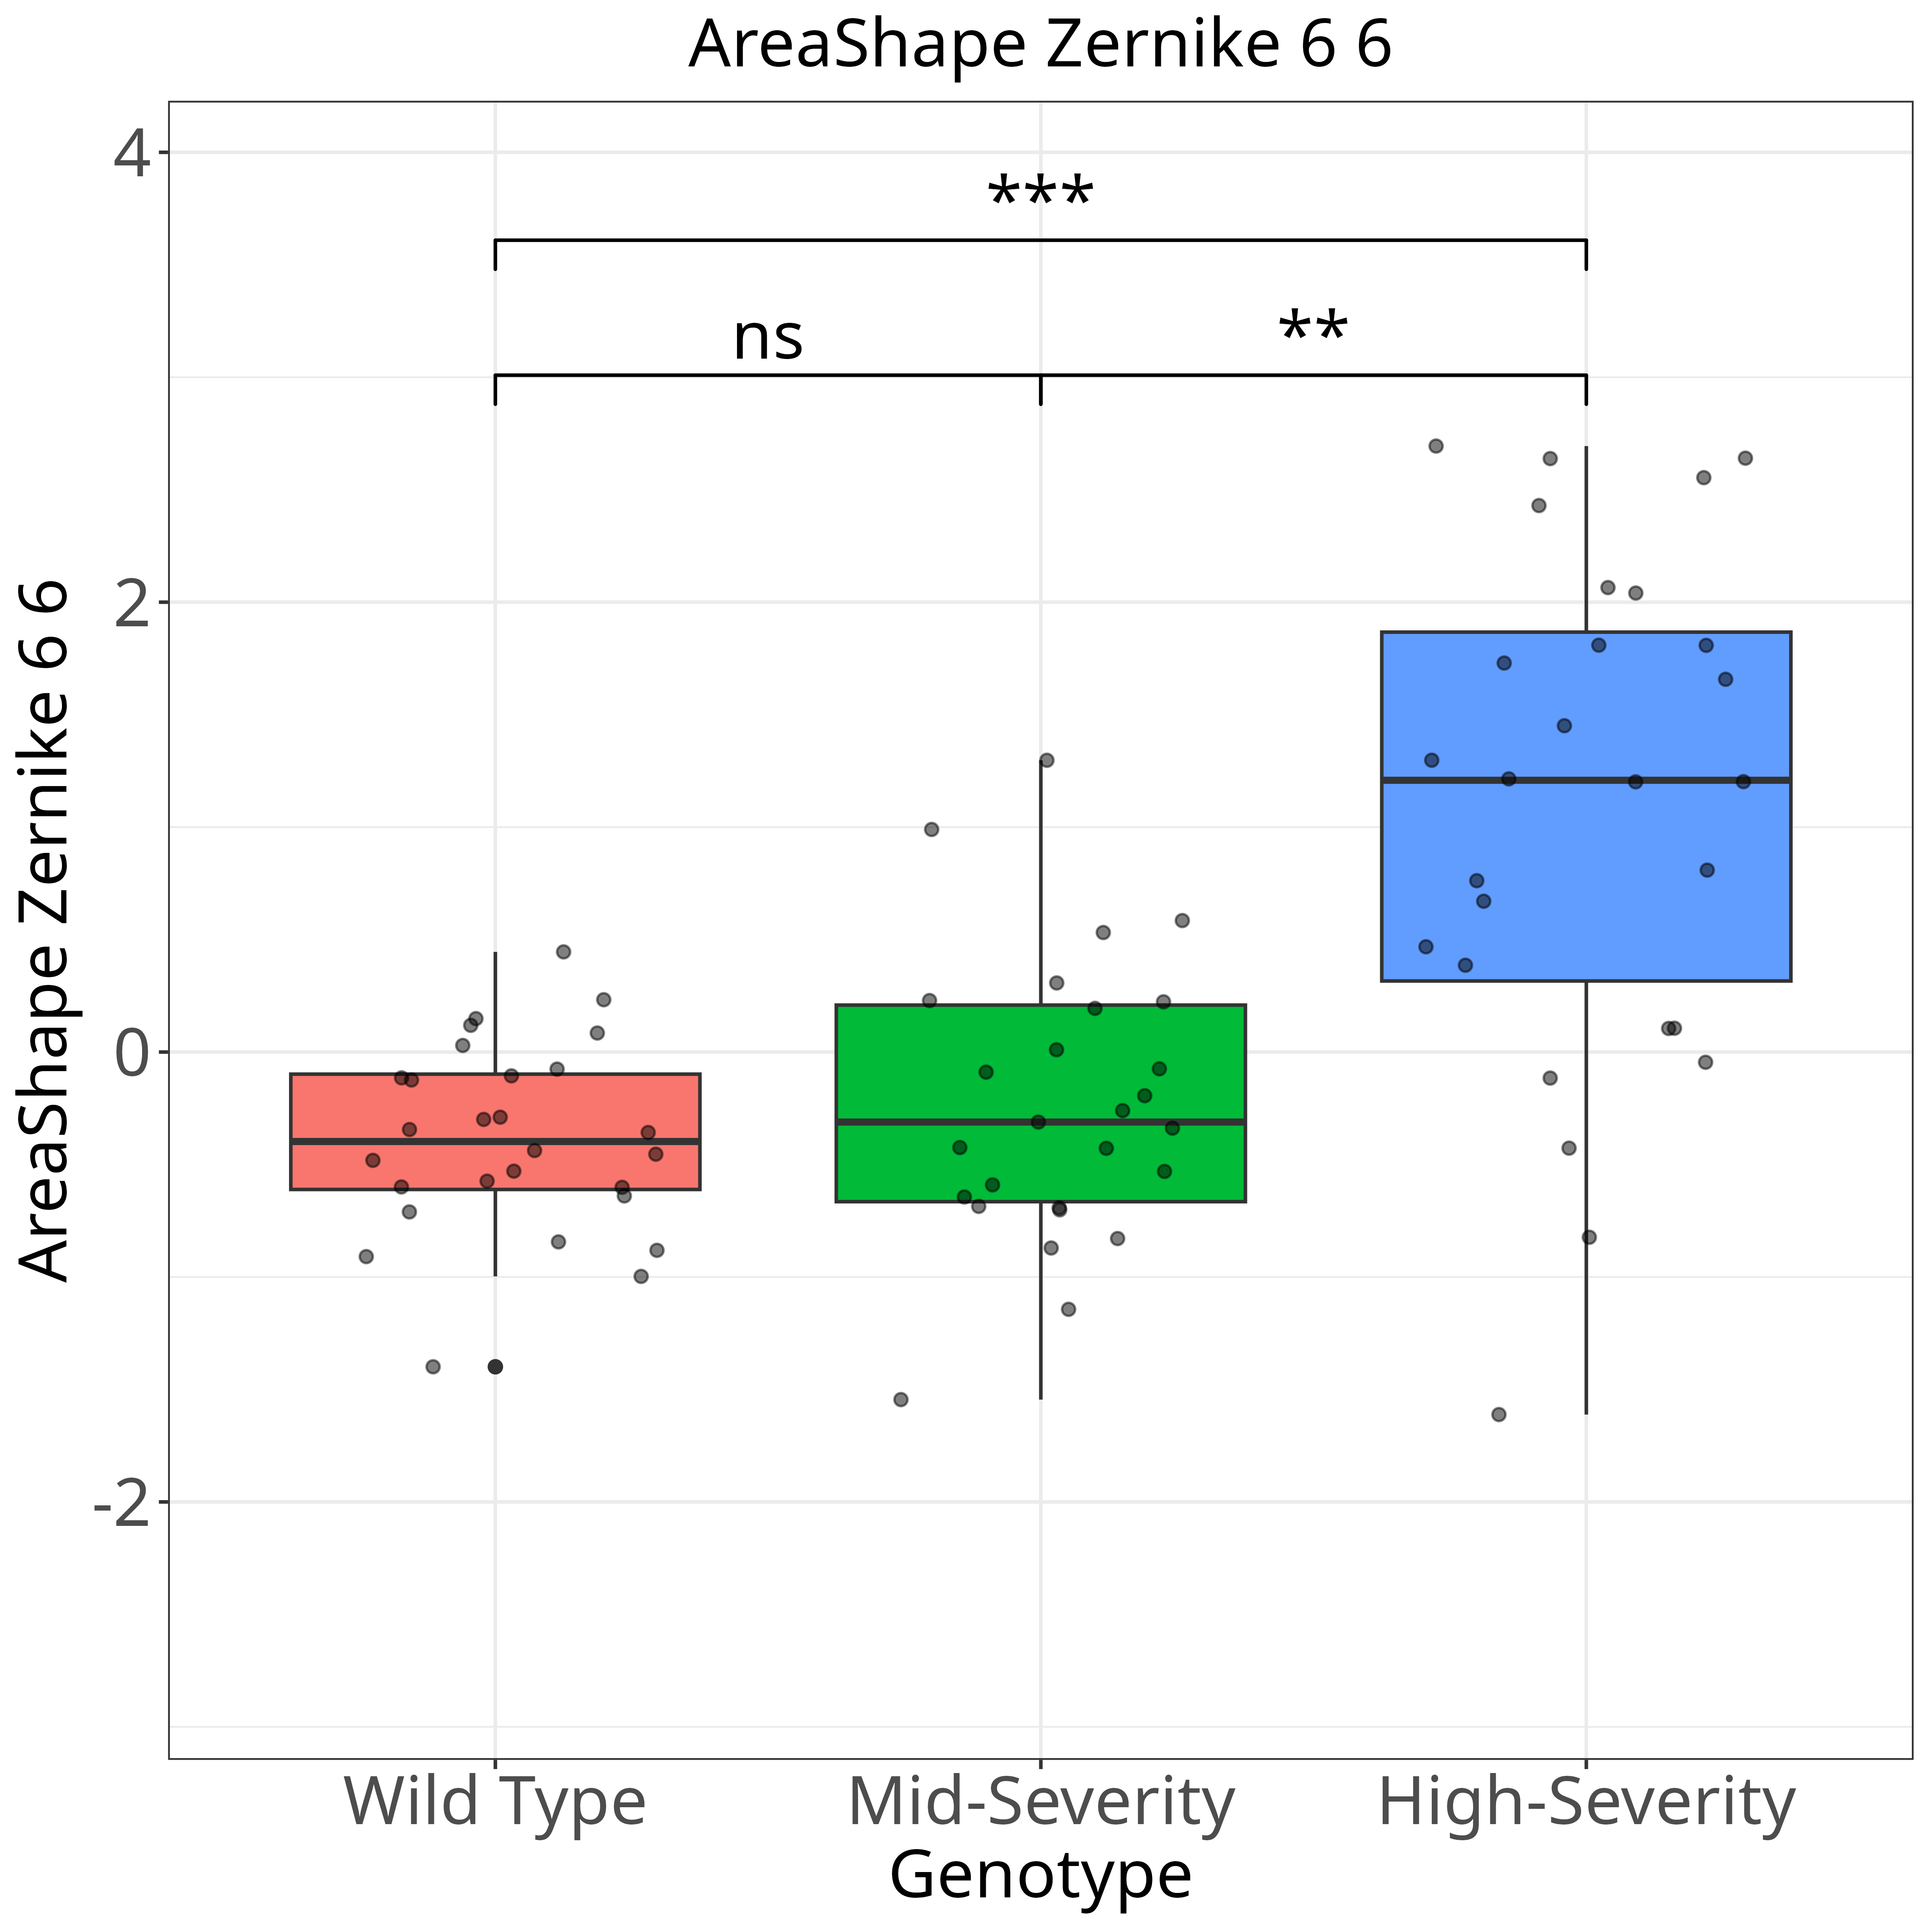 AreaShape Zernike 6 6
AreaShape Zernike 6 6
4
2
0
-2
***
ns
**
Wild Type
Mid-Severity
High-Severity
Genotype